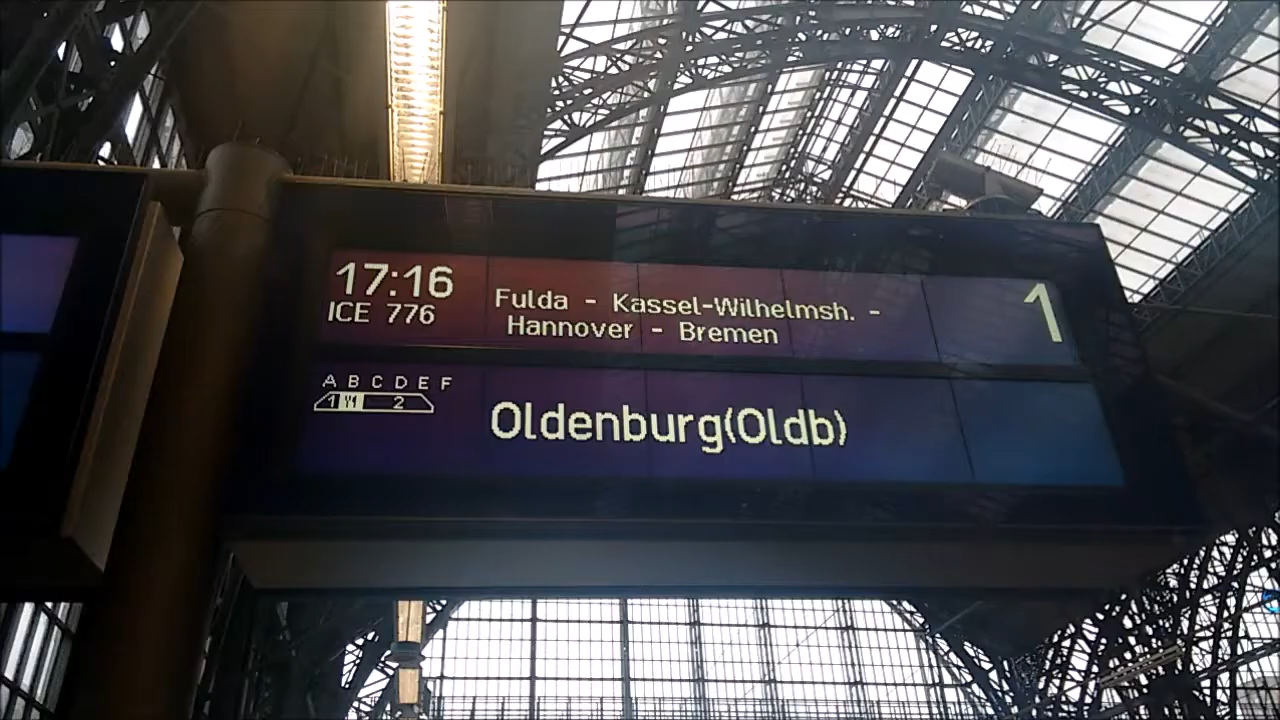 17:16
ICE 776
Fulda - Kassel-Wilhelmsh. -
Hannover - Bremen
1
A B C D E F
1 2
Oldenburg(Oldb)